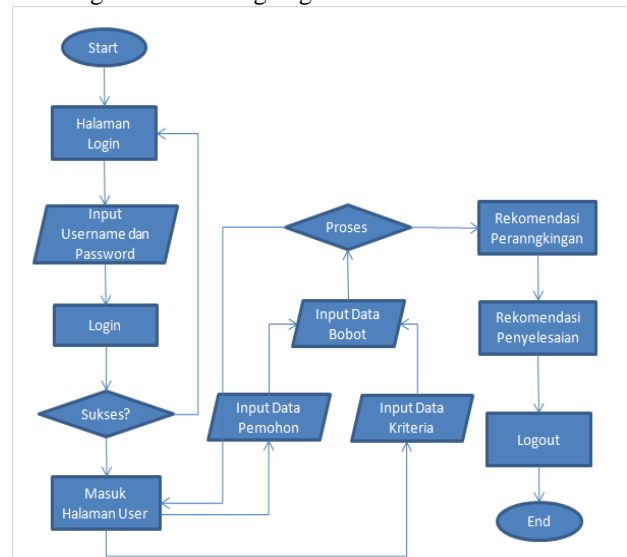 Start
Halaman
Login
Input
Username dan
Password
Login
Sukses?
Masuk
Halaman User
Proses
Input Data
Bobot
Input Data
Pemohon
Input Data
Kriteria
Rekomendasi
Peranngkingan
Rekomendasi
Penyelesaian
Logout
End